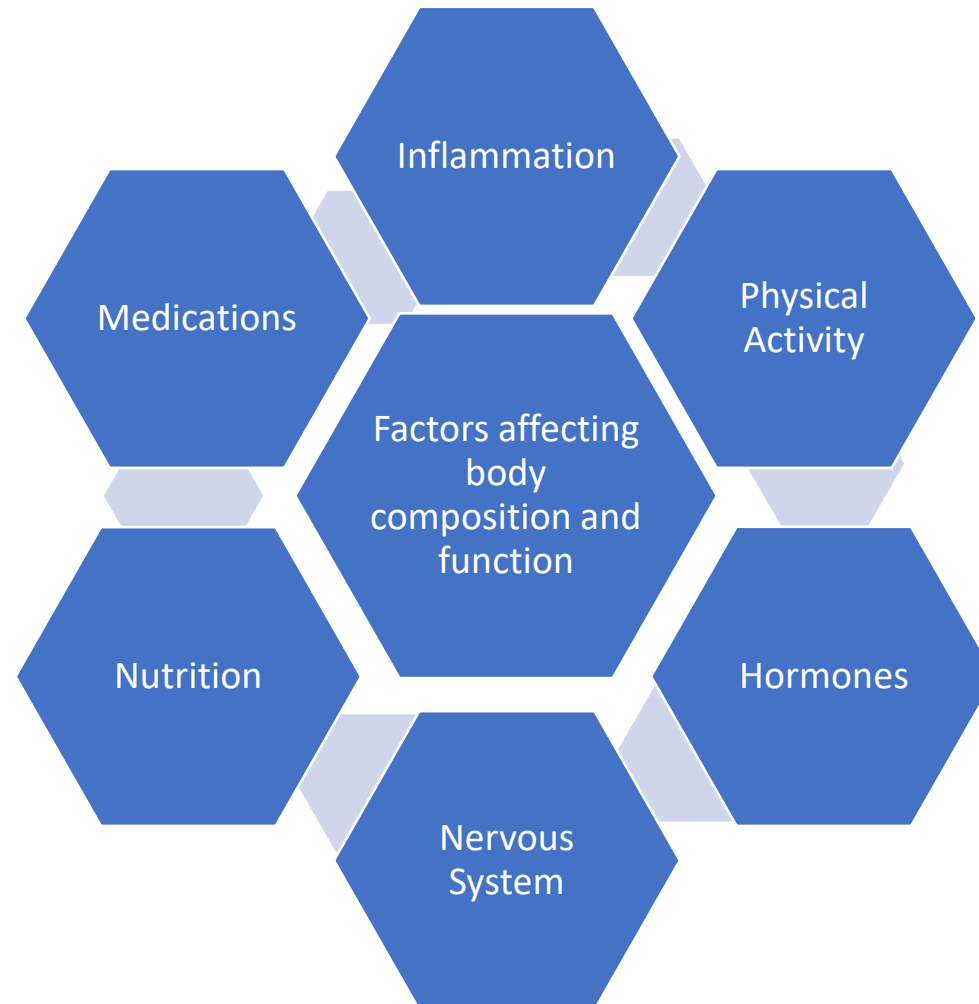 Inflammation
Physical
Activity
Medications
Factors affecting
body
composition and
function
Nutrition
Hormones
Nervous
System